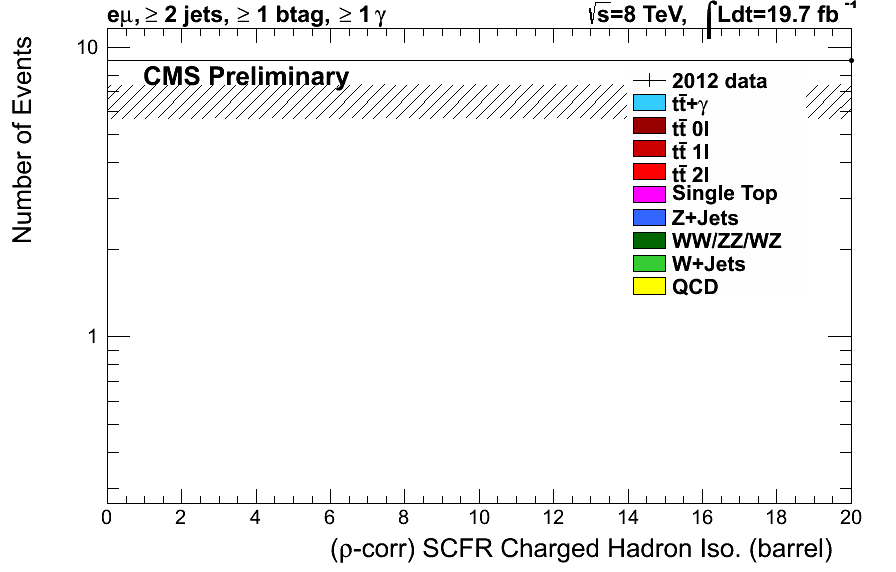 eμ, ≥ 2 jets, ≥ 1 btag, ≥ 1 γ
√s=8 TeV, ∫Ldt=19.7 fb⁻¹
10
CMS Preliminary
2012 data
tt̄+γ
tt̄ 0l
tt̄ 1l
tt̄ 2l
Single Top
Z+Jets
WW/ZZ/WZ
W+Jets
QCD
Number of Events
1
0 2 4 6 8 10 12 14 16 18 20
(ρ-corr) SCFR Charged Hadron Iso. (barrel)